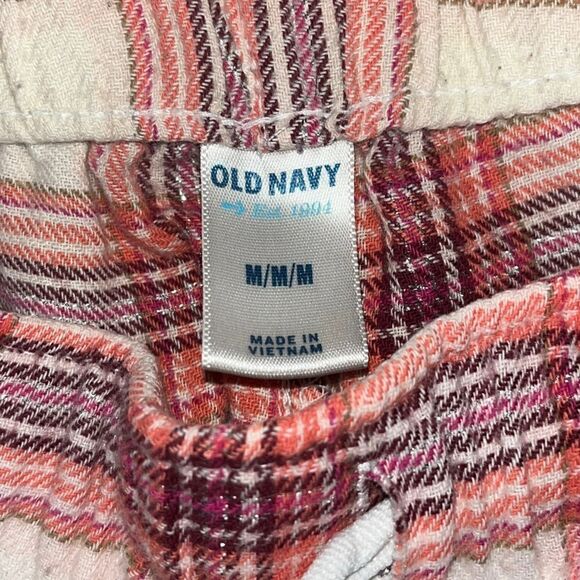 OLD NAVY
Est. 1994
M/M/M
MADE IN
VIETNAM